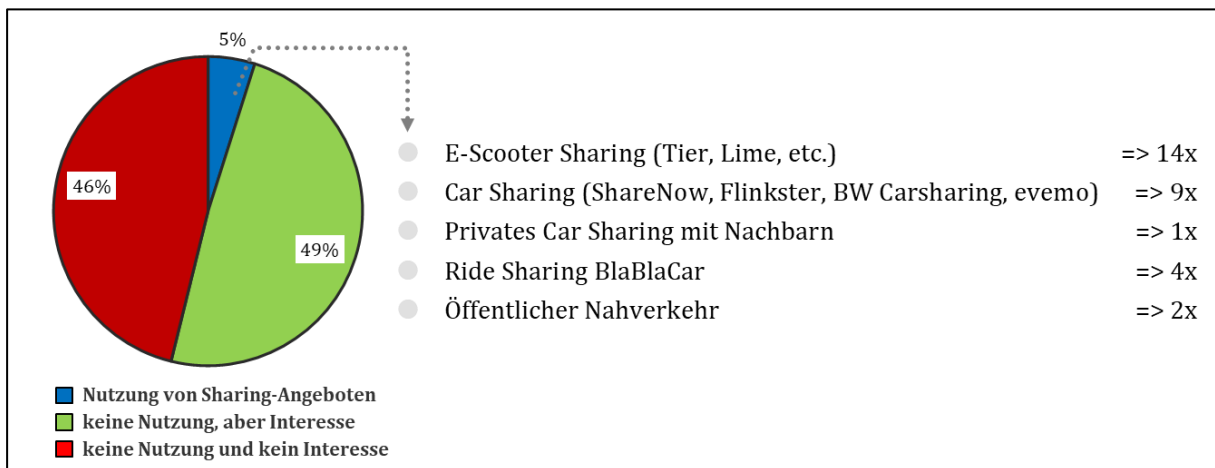 5%
46%
49%
E-Scooter Sharing (Tier, Lime, etc.) => 14x
Car Sharing (ShareNow, Flinkster, BW Carsharing, evemo) => 9x
Privates Car Sharing mit Nachbarn => 1x
Ride Sharing BlaBlaCar => 4x
Öffentlicher Nahverkehr => 2x
Nutzung von Sharing-Angeboten
keine Nutzung, aber Interesse
keine Nutzung und kein Interesse